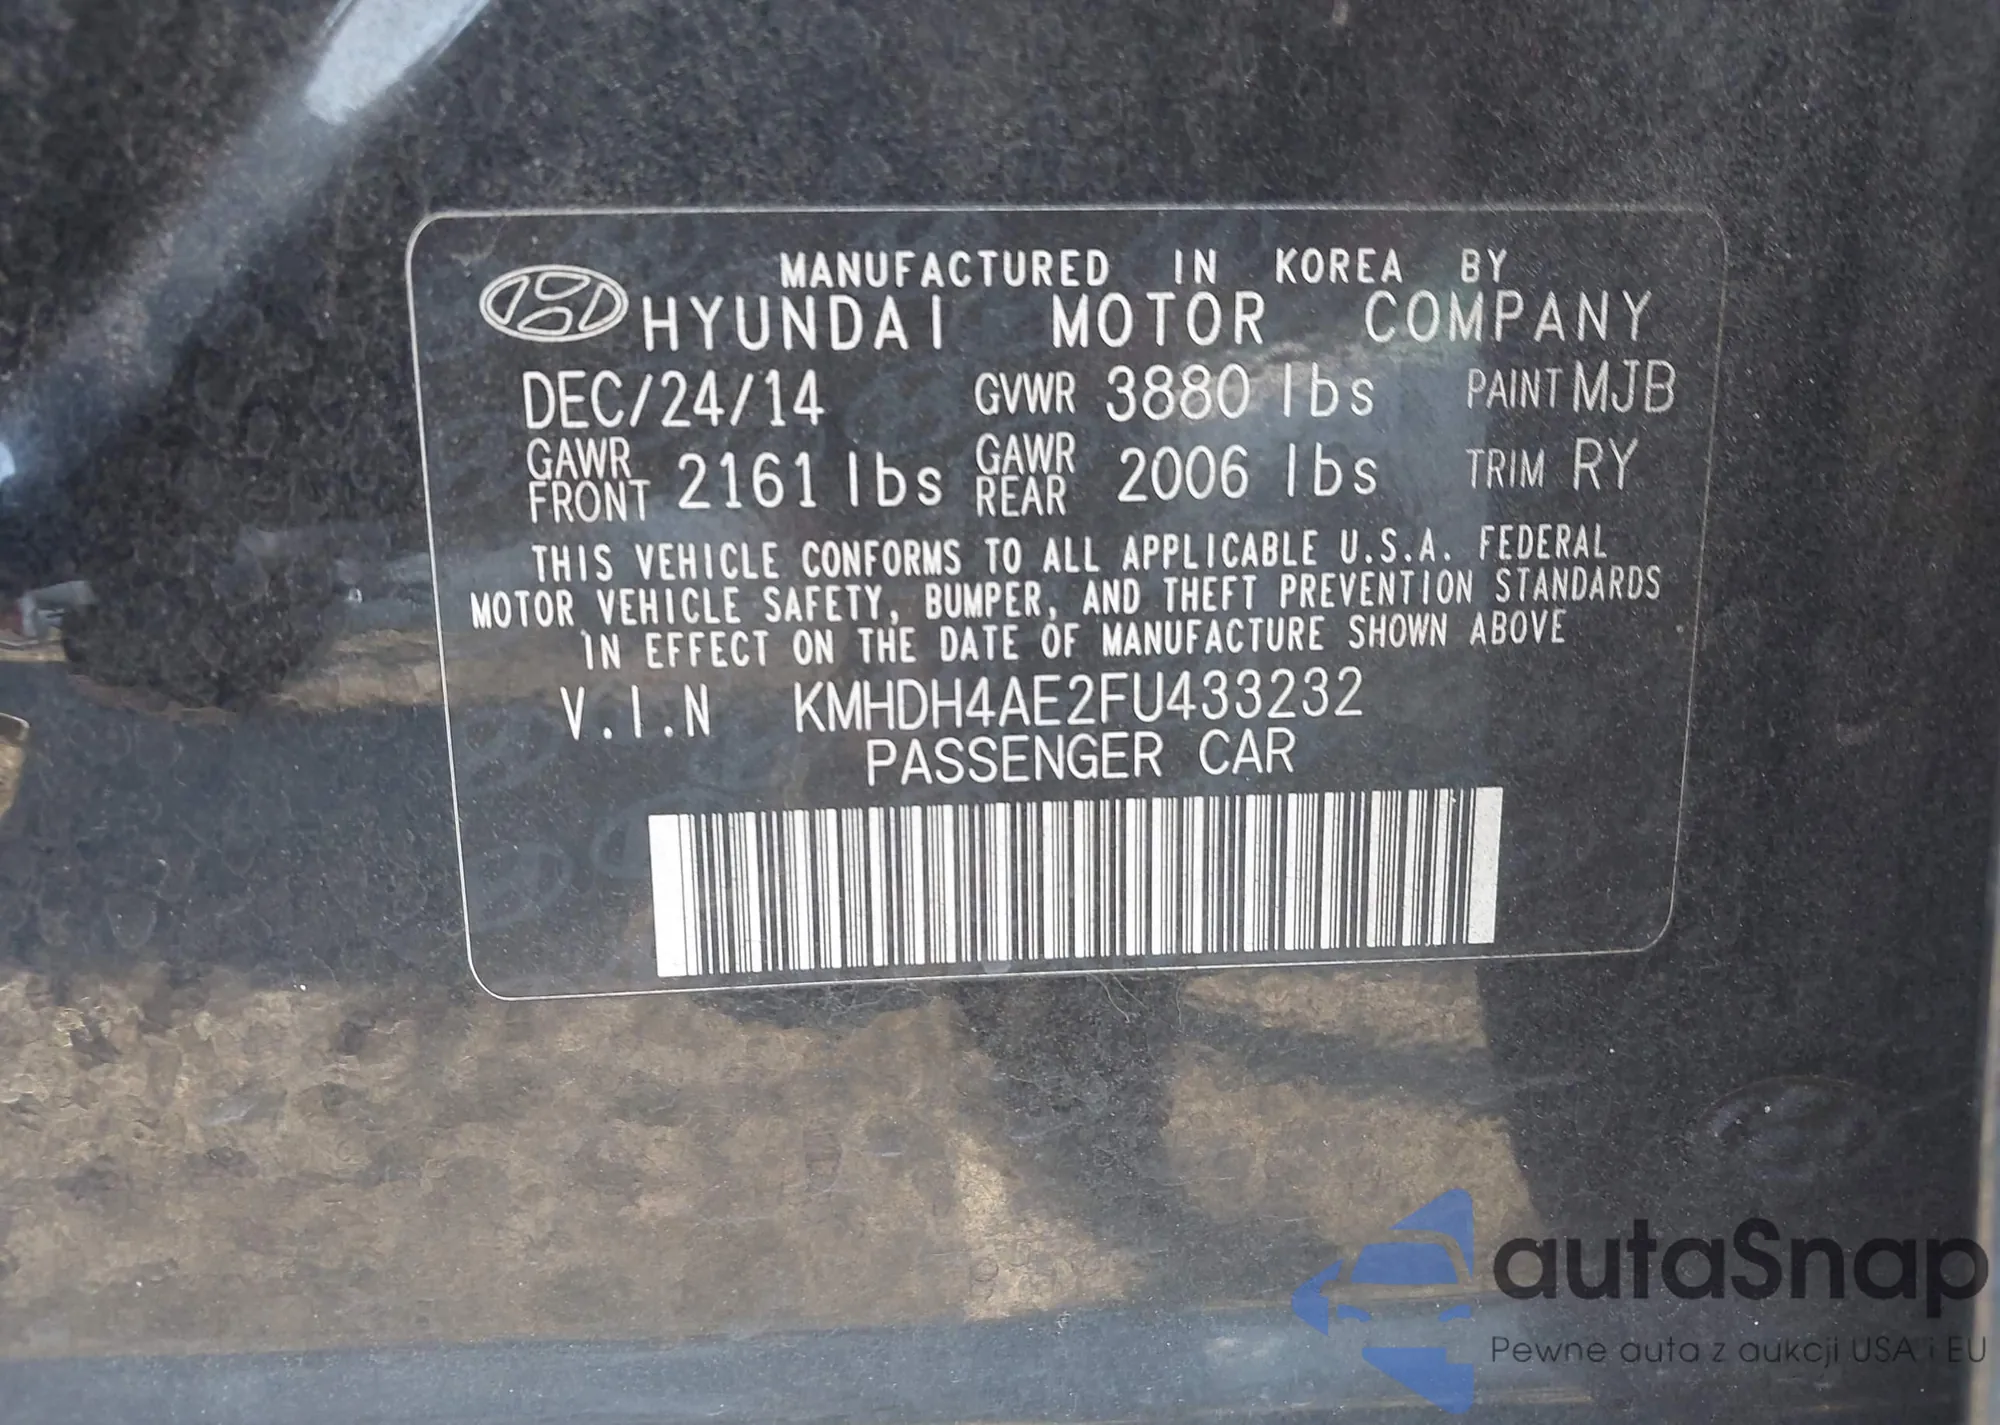 MANUFACTURED IN KOREA BY
HYUNDAI MOTOR COMPANY
DEC/24/14 GVWR 3880 lbs PAINT MJB
GAWR FRONT 2161 lbs GAWR REAR 2006 lbs TRIM RY
THIS VEHICLE CONFORMS TO ALL APPLICABLE U.S.A. FEDERAL
MOTOR VEHICLE SAFETY, BUMPER, AND THEFT PREVENTION STANDARDS
IN EFFECT ON THE DATE OF MANUFACTURE SHOWN ABOVE
V.I.N KMHDH4AE2FU433232
PASSENGER CAR
autaSnap
Pewne auta z aukcji USA i EU